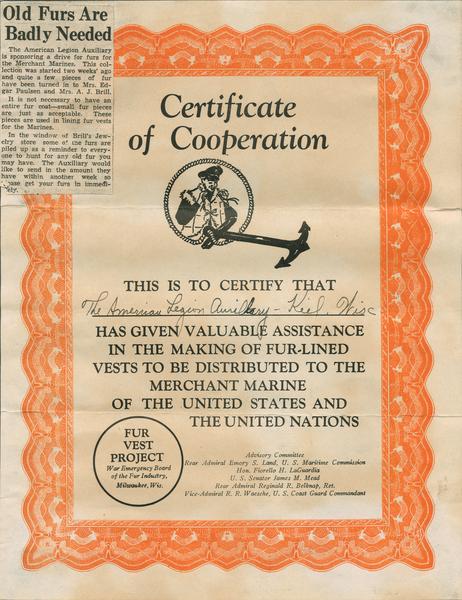 Old Furs Are
Badly Needed
The American Legion Auxiliary
is sponsoring a drive for furs for
the Merchant Marines. This col-
lection was started two weeks' ago
and quite a few pieces of fur
have been turned in to Mrs. Ed-
gar Paulsen and Mrs. A. J. Brill.
It is not necessary to have an
entire fur coat—small fur pieces
are just as acceptable. These
pieces are used in lining fur vests
for the Marines.
In the window of Brill's Jew-
elry store some of the furs are
piled up as a reminder to every-
one to hunt for any old fur you
may have. The Auxiliary would
like to send in the amount they
have within another week so
please get your furs in immedi-
ately.
Certificate
of Cooperation
THIS IS TO CERTIFY THAT
The American Legion Auxiliary - Kiel, Wisc
HAS GIVEN VALUABLE ASSISTANCE
IN THE MAKING OF FUR-LINED
VESTS TO BE DISTRIBUTED TO THE
MERCHANT MARINE
OF THE UNITED STATES AND
THE UNITED NATIONS
FUR
VEST
PROJECT
War Emergency Board
of the Fur Industry,
Milwaukee, Wis.
Advisory Committee
Rear Admiral Emory S. Land, U. S. Maritime Commission
Hon. Fiorello H. LaGuardia
U. S. Senator James M. Mead
Rear Admiral Reginald R. Belknap, Ret.
Vice-Admiral R. R. Waesche, U. S. Coast Guard Commandant